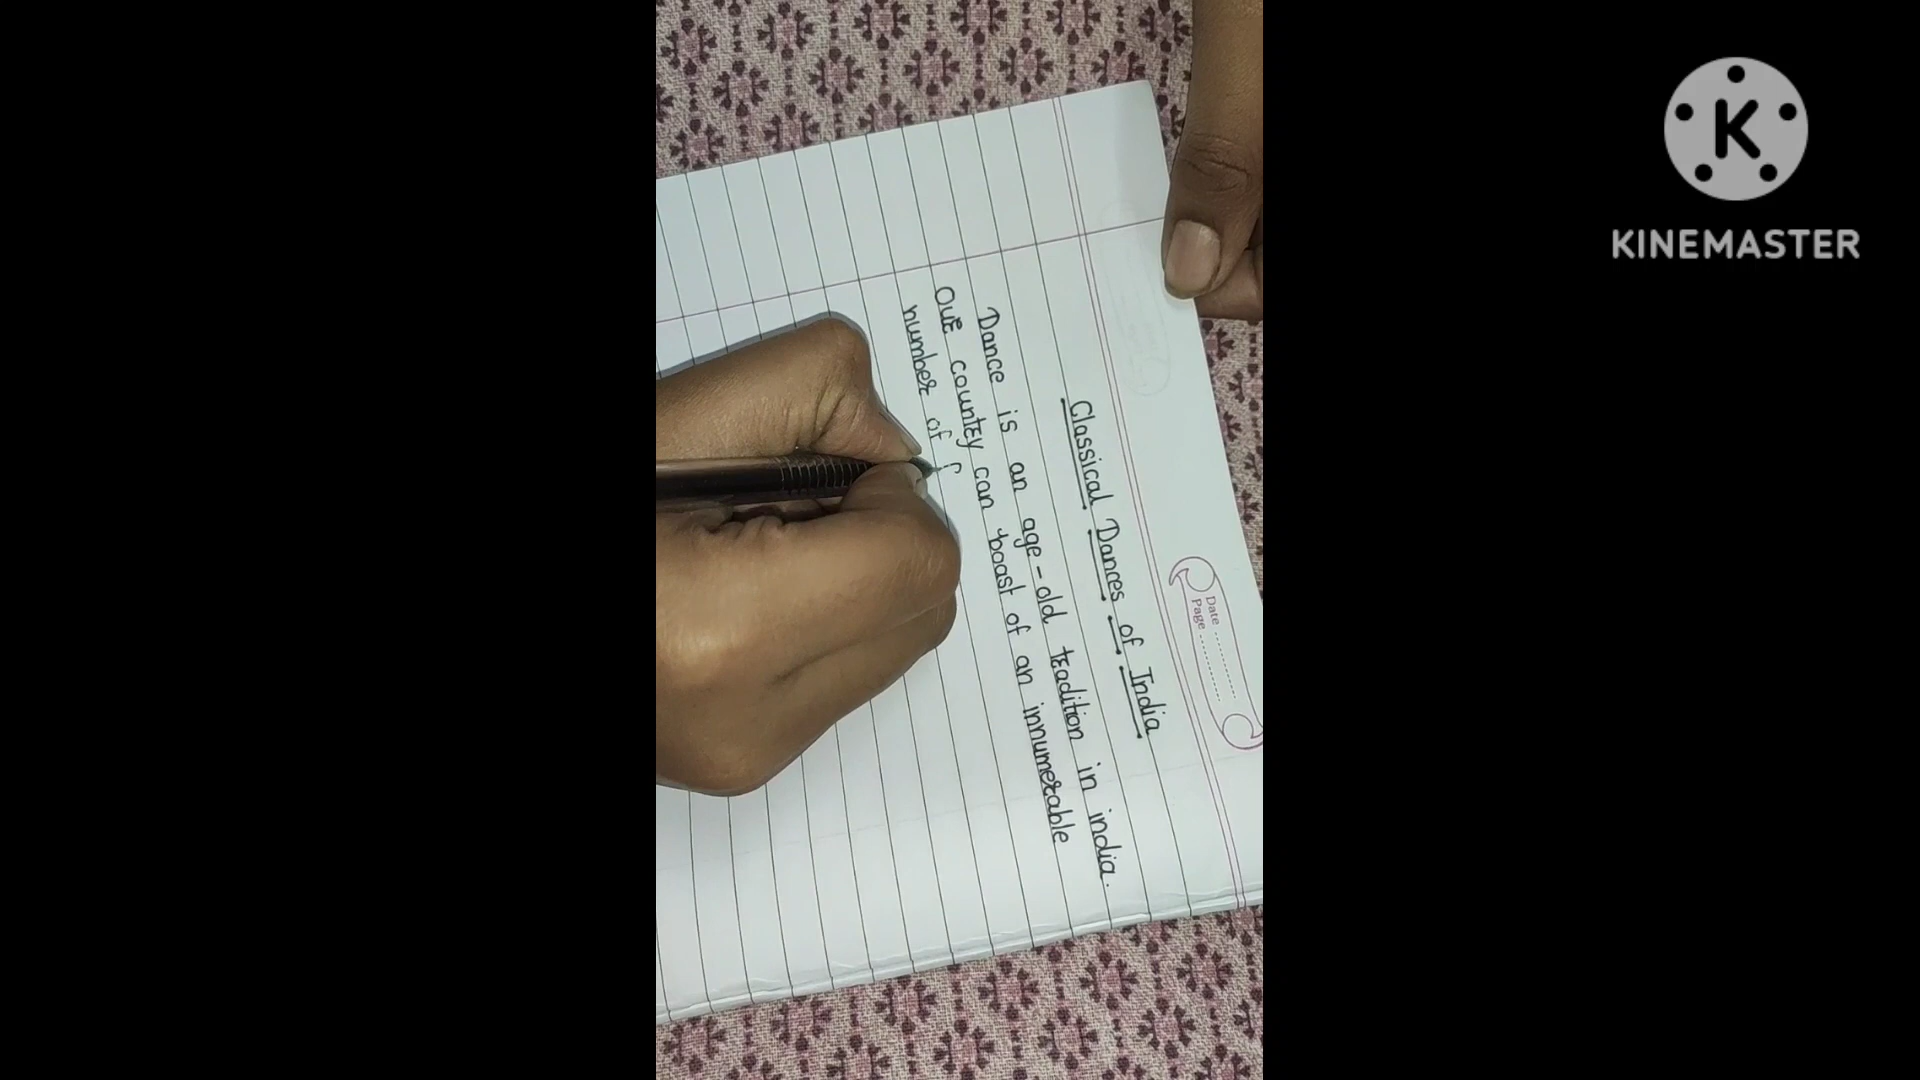 Date ...............
Page ...............
Classical Dances of India
Dance is an age-old tradition in india.
Our country can boast of an innumerable
number of
K
KINEMASTER